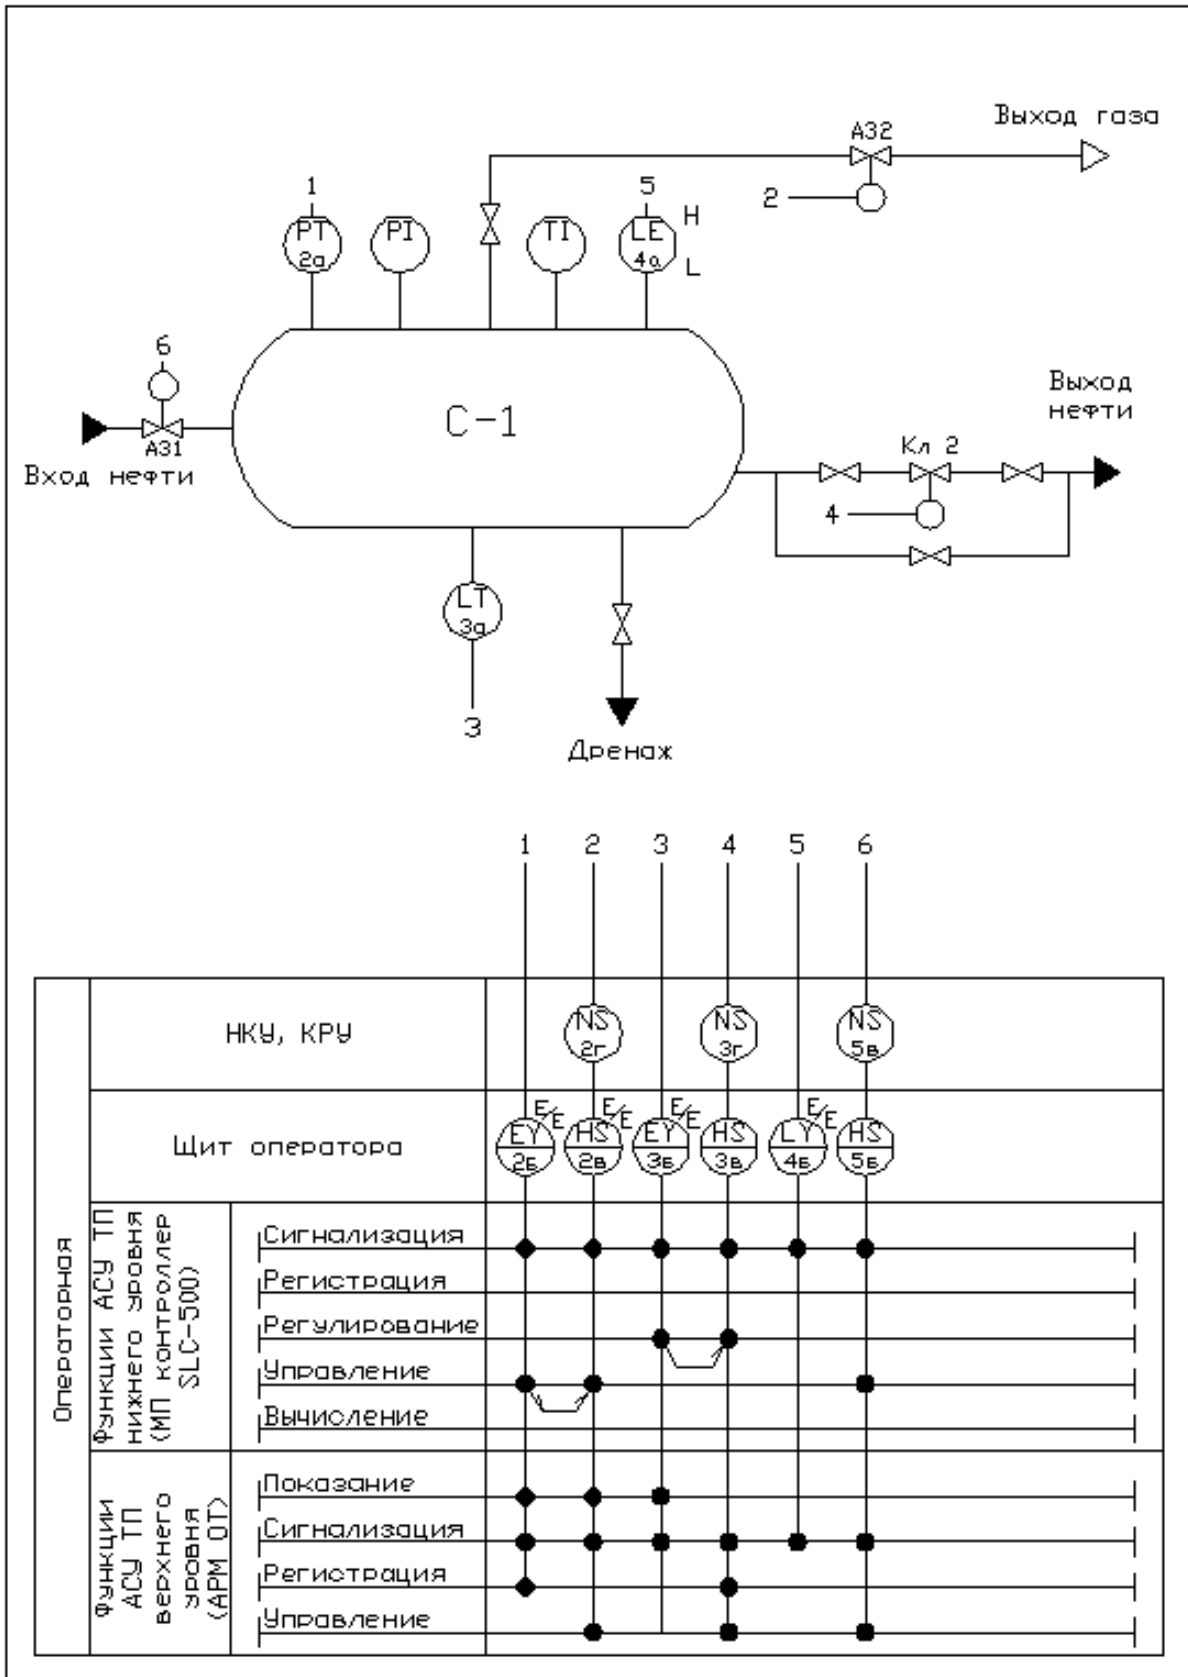 Выход газа
АЗ2
1
5
H
2
PT
2а
PI
TI
LE
4а
L
6
С-1
Выход
нефти
АЗ1
Кл 2
Вход нефти
4
LT
3а
3
Дренаж
1 2 3 4 5 6
НКУ, КРУ
NS
2г
NS
3г
NS
5в
Щит оператора
E/E E/E E/E E/E
EY
2Б
HS
2в
EY
3Б
HS
3в
LY
4Б
HS
5Б
Операторная
Функции АСУ ТП
нижнего уровня
(МП контроллер
SLC-500)
Сигнализация
Регистрация
Регулирование
Управление
Вычисление
Функции
АСУ ТП
верхнего
уровня
(АРМ ОТ)
Показание
Сигнализация
Регистрация
Управление